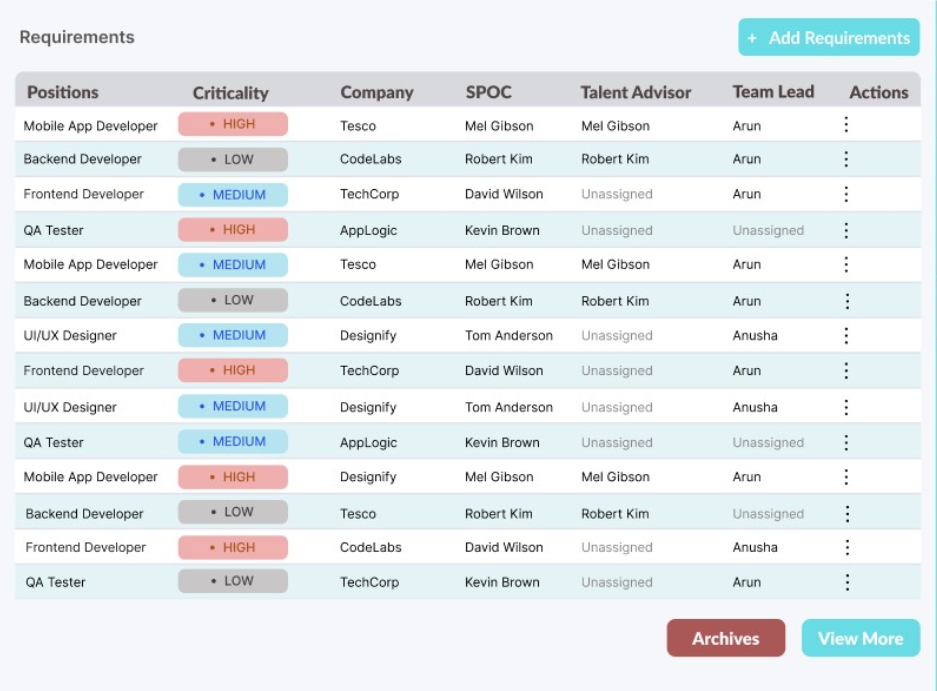 Requirements
+ Add Requirements
Positions Criticality Company SPOC Talent Advisor Team Lead Actions
Mobile App Developer • HIGH Tesco Mel Gibson Mel Gibson Arun
Backend Developer • LOW CodeLabs Robert Kim Robert Kim Arun
Frontend Developer • MEDIUM TechCorp David Wilson Unassigned Arun
QA Tester • HIGH AppLogic Kevin Brown Unassigned Unassigned
Mobile App Developer • MEDIUM Tesco Mel Gibson Mel Gibson Arun
Backend Developer • LOW CodeLabs Robert Kim Robert Kim Arun
UI/UX Designer • MEDIUM Designify Tom Anderson Unassigned Anusha
Frontend Developer • HIGH TechCorp David Wilson Unassigned Arun
UI/UX Designer • MEDIUM Designify Tom Anderson Unassigned Anusha
QA Tester • MEDIUM AppLogic Kevin Brown Unassigned Unassigned
Mobile App Developer • HIGH Designify Mel Gibson Mel Gibson Arun
Backend Developer • LOW Tesco Robert Kim Robert Kim Unassigned
Frontend Developer • HIGH CodeLabs David Wilson Unassigned Anusha
QA Tester • LOW TechCorp Kevin Brown Unassigned Arun
Archives View More